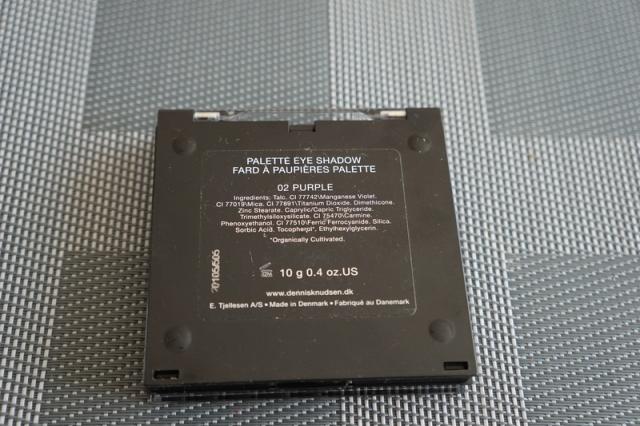 PALETTE EYE SHADOW
FARD À PAUPIÈRES PALETTE
02 PURPLE
Ingredients: Talc. CI 77742\Manganese Violet.
CI 77019\Mica. CI 77891\Titanium Dioxide. Dimethicone.
Zinc Stearate. Caprylic/Capric Triglyceride.
Trimethylsiloxysilicate. CI 75470\Carmine.
Phenoxyethanol. CI 77510\Ferric Ferrocyanide. Silica.
Sorbic Acid. Tocopherol*. Ethylhexylglycerin.
*Organically Cultivated.
10 g 0.4 oz.US
www.dennisknudsen.dk
E. Tjellesen A/S • Made in Denmark • Fabriqué au Danemark